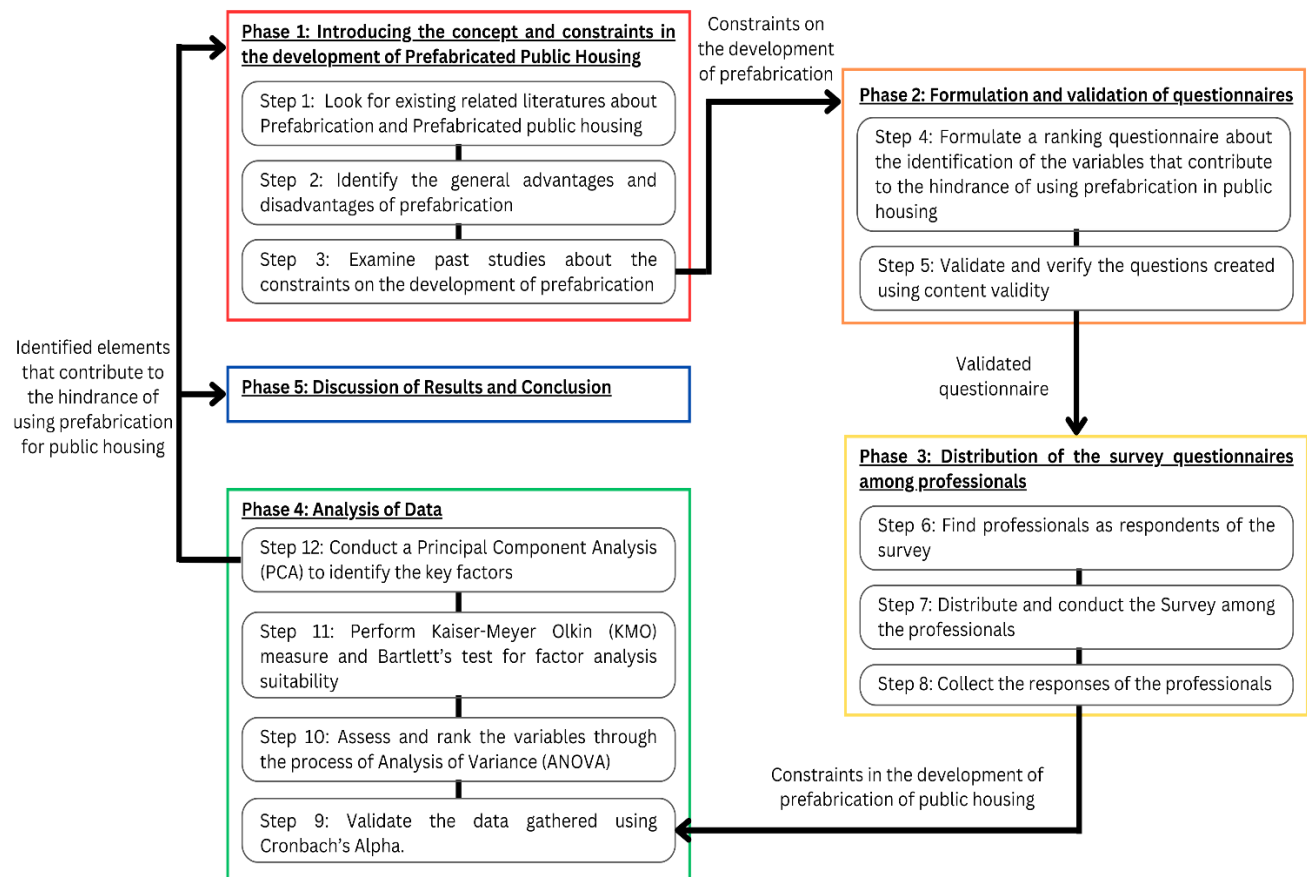 Phase 1: Introducing the concept and constraints in
the development of Prefabricated Public Housing
Step 1: Look for existing related literatures about
Prefabrication and Prefabricated public housing
Step 2: Identify the general advantages and
disadvantages of prefabrication
Step 3: Examine past studies about the
constraints on the development of prefabrication
Constraints on
the development
of prefabrication
Phase 2: Formulation and validation of questionnaires
Step 4: Formulate a ranking questionnaire about
the identification of the variables that contribute
to the hindrance of using prefabrication in public
housing
Step 5: Validate and verify the questions created
using content validity
Validated
questionnaire
Phase 3: Distribution of the survey questionnaires
among professionals
Step 6: Find professionals as respondents of the
survey
Step 7: Distribute and conduct the Survey among
the professionals
Step 8: Collect the responses of the professionals
Constraints in the development of
prefabrication of public housing
Phase 4: Analysis of Data
Step 12: Conduct a Principal Component Analysis
(PCA) to identify the key factors
Step 11: Perform Kaiser-Meyer Olkin (KMO)
measure and Bartlett's test for factor analysis
suitability
Step 10: Assess and rank the variables through
the process of Analysis of Variance (ANOVA)
Step 9: Validate the data gathered using
Cronbach's Alpha.
Identified elements
that contribute to
the hindrance of
using prefabrication
for public housing
Phase 5: Discussion of Results and Conclusion